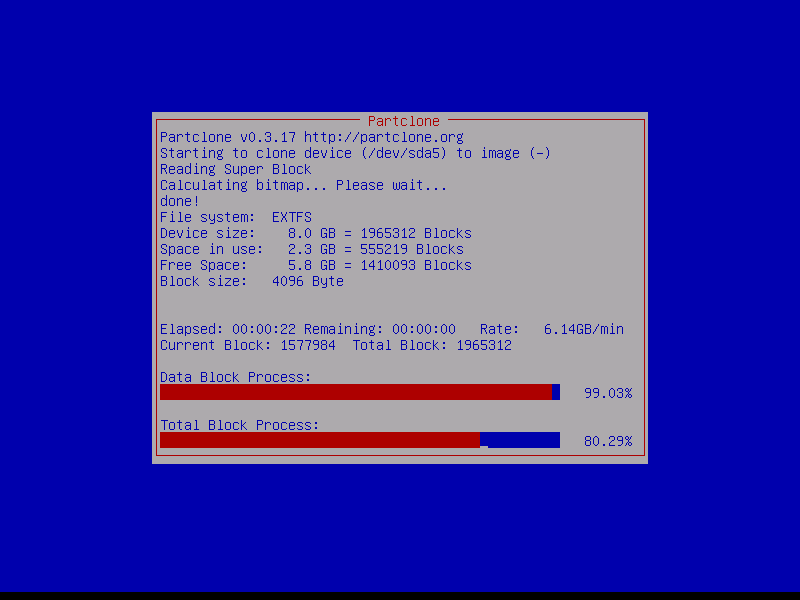 Partclone
Partclone v0.3.17 http://partclone.org
Starting to clone device (/dev/sda5) to image (-)
Reading Super Block
Calculating bitmap... Please wait...
done!
File system:  EXTFS
Device size:    8.0 GB = 1965312 Blocks
Space in use:   2.3 GB = 555219 Blocks
Free Space:     5.8 GB = 1410093 Blocks
Block size:   4096 Byte
Elapsed: 00:00:22 Remaining: 00:00:00   Rate:   6.14GB/min
Current Block: 1577984  Total Block: 1965312
Data Block Process:
99.03%
Total Block Process:
80.29%